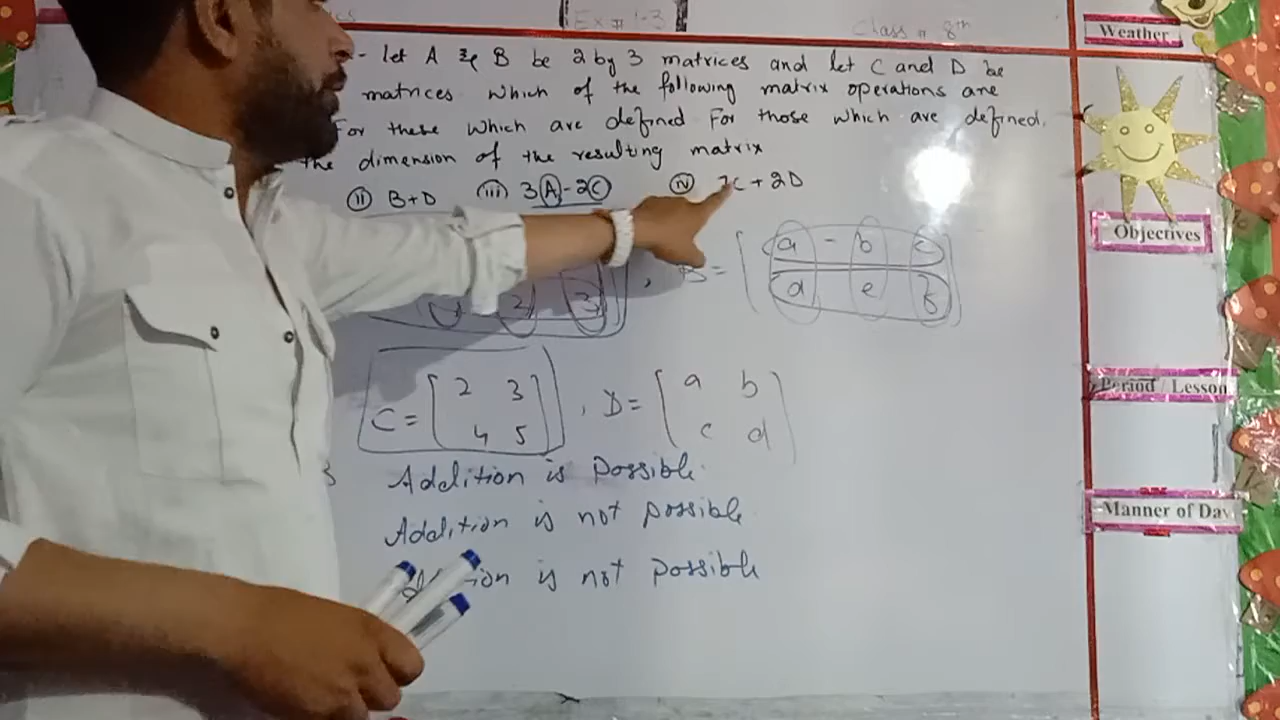 Ex # 1-3
Class # 8th
let A & B be 2 by 3 matrices and let C and D be
matrices which of the following matrix operations are
For these which are defined For those which are defined.
the dimension of the resulting matrix
(ii) B+D (iii) 3A-2C (iv) C+2D
2 3 , B= [ a - b c
d e f ]
C= [ 2 3
4 5 ] , D= [ a b
c d ]
Addition is Possible.
Addition is not possible
is not possible
Weather
Objectives
Period / Lesson
Manner of Day